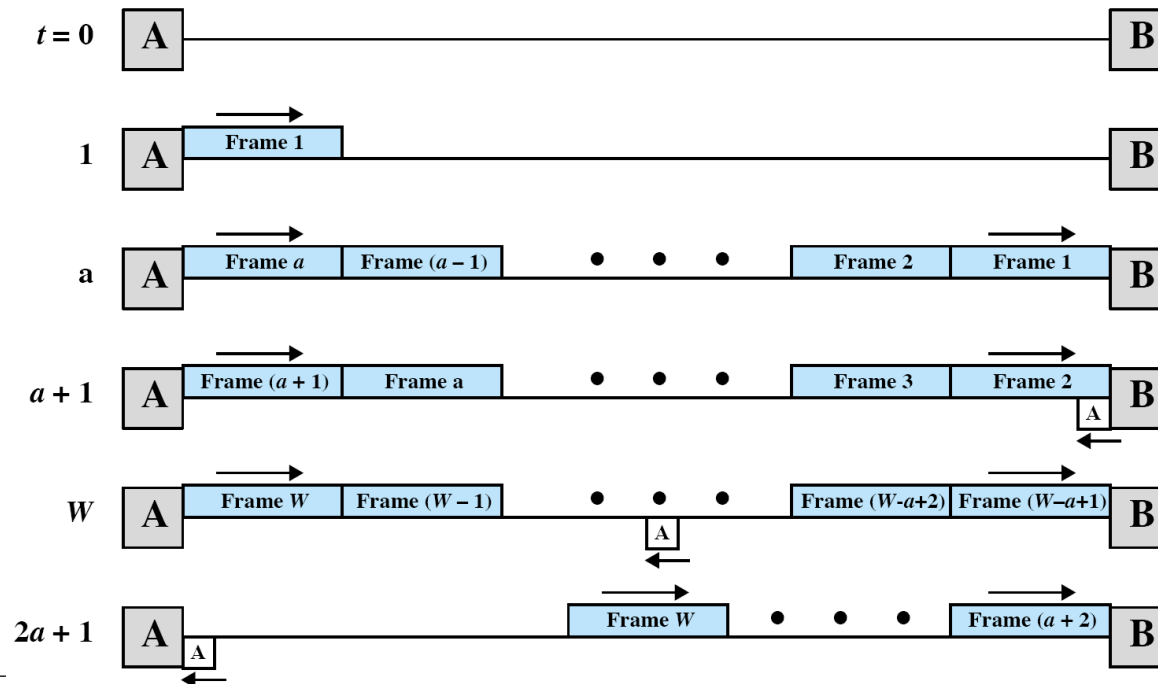 t = 0 A B
1 A Frame 1 B
a A Frame a Frame (a – 1) • • • Frame 2 Frame 1 B
a + 1 A Frame (a + 1) Frame a • • • Frame 3 Frame 2 A B
W A Frame W Frame (W – 1) • • • Frame (W-a+2) Frame (W–a+1) B
A
2a + 1 A Frame W • • • Frame (a + 2) B
A